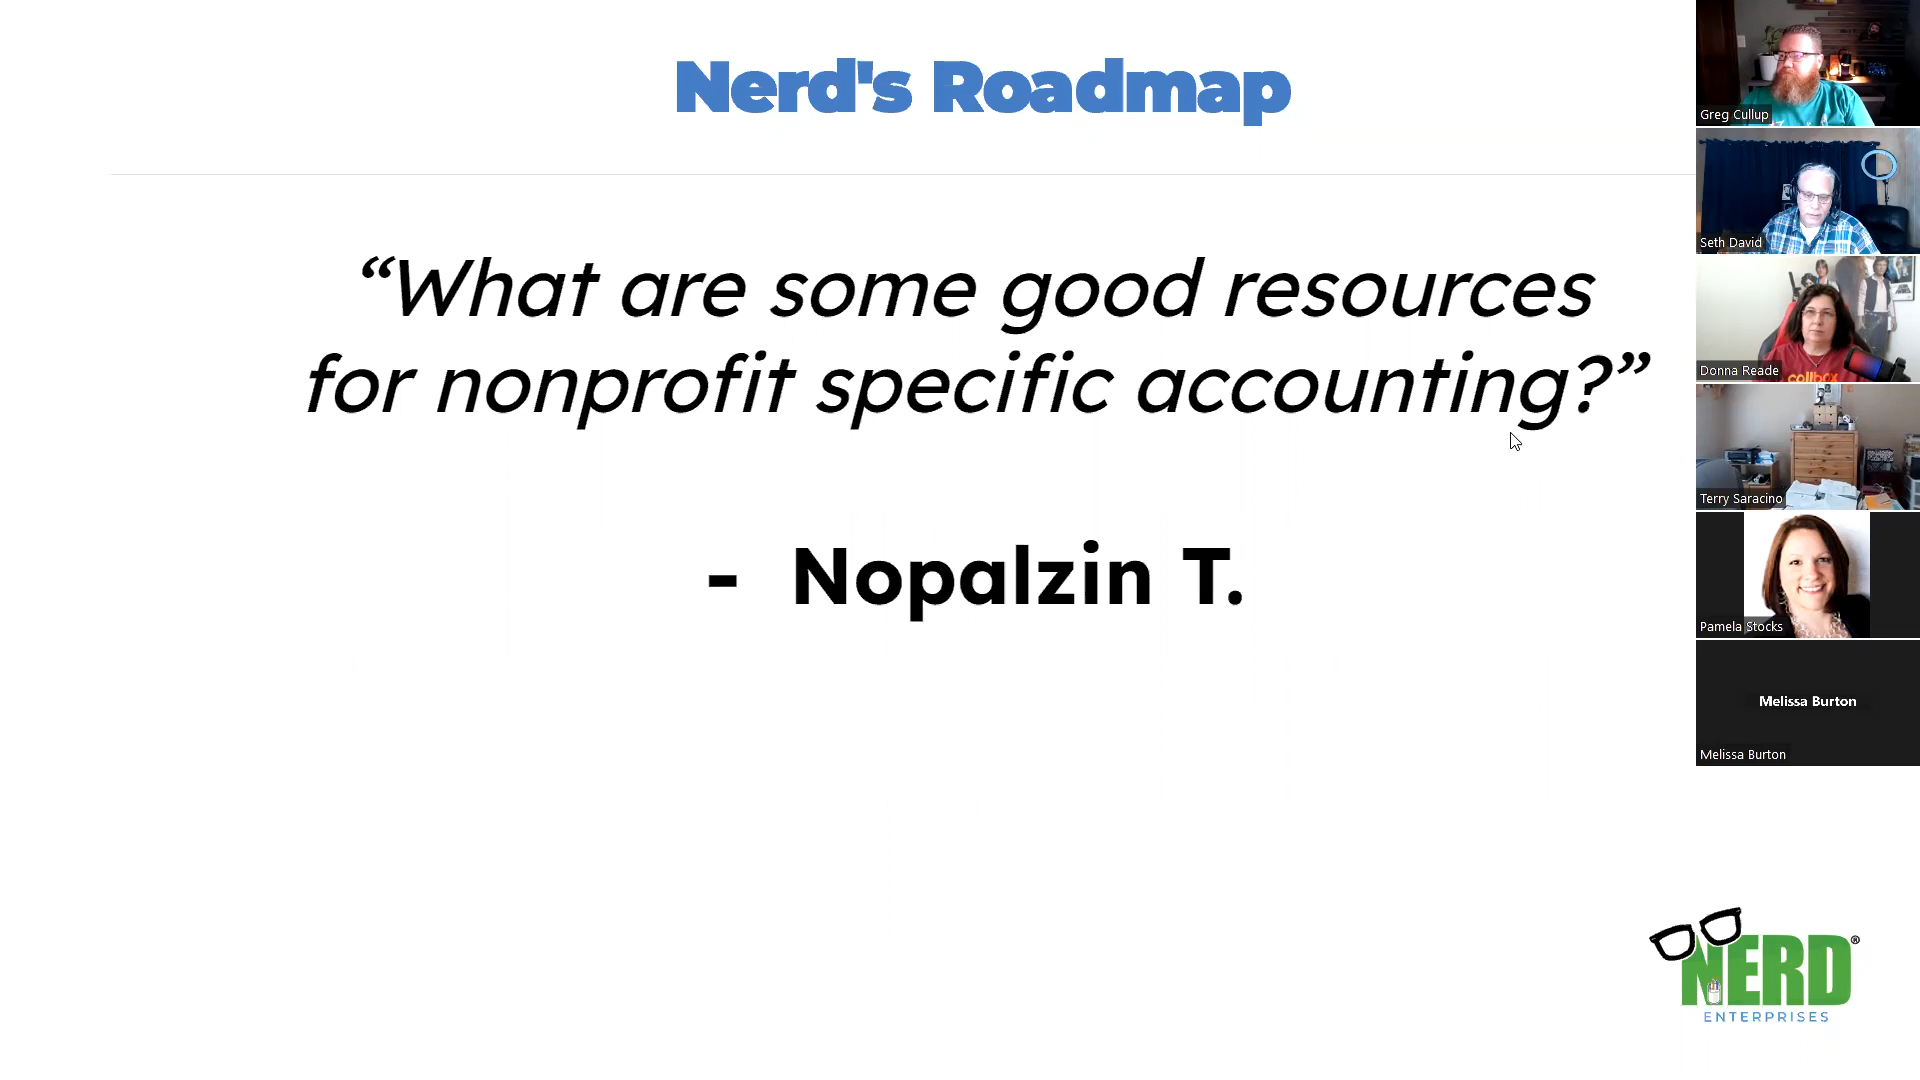 Nerd's Roadmap
“What are some good resources
for nonprofit specific accounting?”
- Nopalzin T.
Greg Cullup
Seth David
Donna Reade
callbox
Terry Saracino
Pamela Stocks
Melissa Burton
Melissa Burton
NERD®
ENTERPRISES